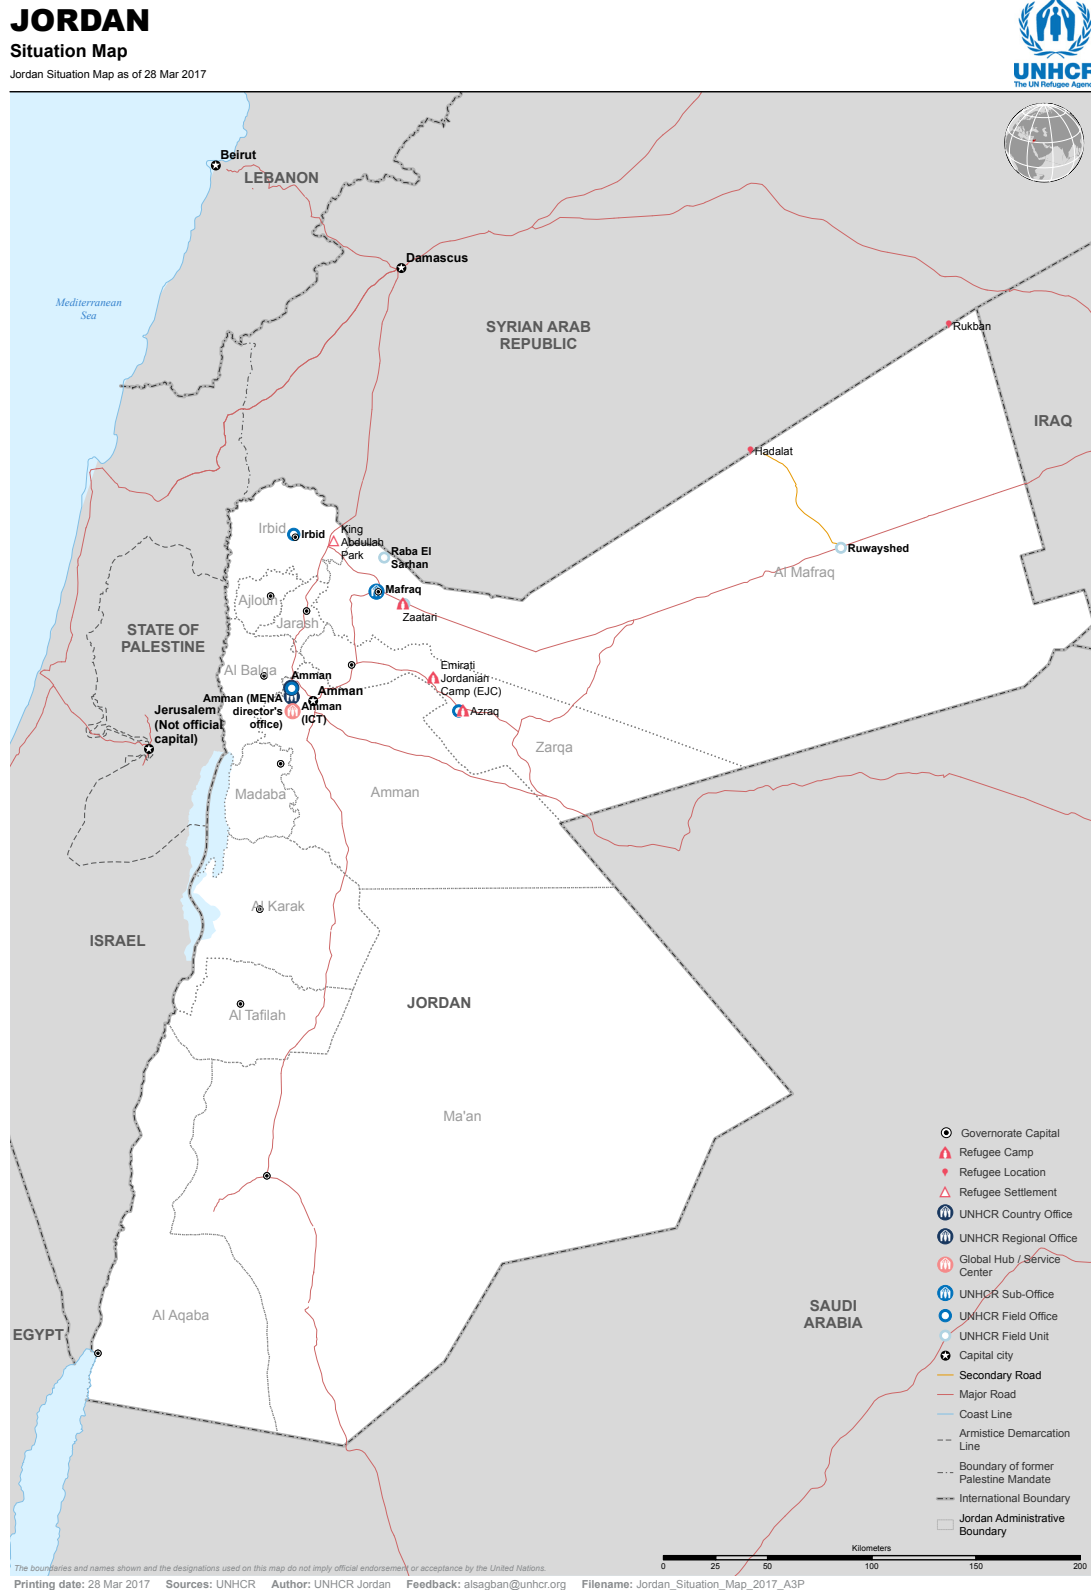 JORDAN
Situation Map
Jordan Situation Map as of 28 Mar 2017
UNHCR
The UN Refugee Agency
Beirut
LEBANON
Damascus
Mediterranean
Sea
SYRIAN ARAB
REPUBLIC
Rukban
IRAQ
Hadalat
Irbid
Irbid
King
Abdullah
Park
Raba El
Sarhan
Ruwayshed
Al Mafraq
Mafraq
Ajloun
Zaatari
Jarash
STATE OF
PALESTINE
Al Balqa
Amman
Emirati
Jordanian
Camp (EJC)
Amman
Amman (MENA
director's
office)
Amman
(ICT)
Azraq
Jerusalem
(Not official
capital)
Zarqa
Madaba
Amman
Al Karak
ISRAEL
JORDAN
Al Tafilah
Ma'an
Al Aqaba
EGYPT
SAUDI
ARABIA
Governorate Capital
Refugee Camp
Refugee Location
Refugee Settlement
UNHCR Country Office
UNHCR Regional Office
Global Hub / Service
Center
UNHCR Sub-Office
UNHCR Field Office
UNHCR Field Unit
Capital city
Secondary Road
Major Road
Coast Line
Armistice Demarcation
Line
Boundary of former
Palestine Mandate
International Boundary
Jordan Administrative
Boundary
Kilometers
0 25 50 100 150 200
The boundaries and names shown and the designations used on this map do not imply official endorsement or acceptance by the United Nations.
Printing date: 28 Mar 2017 Sources: UNHCR Author: UNHCR Jordan Feedback: alsagban@unhcr.org Filename: Jordan_Situation_Map_2017_A3P